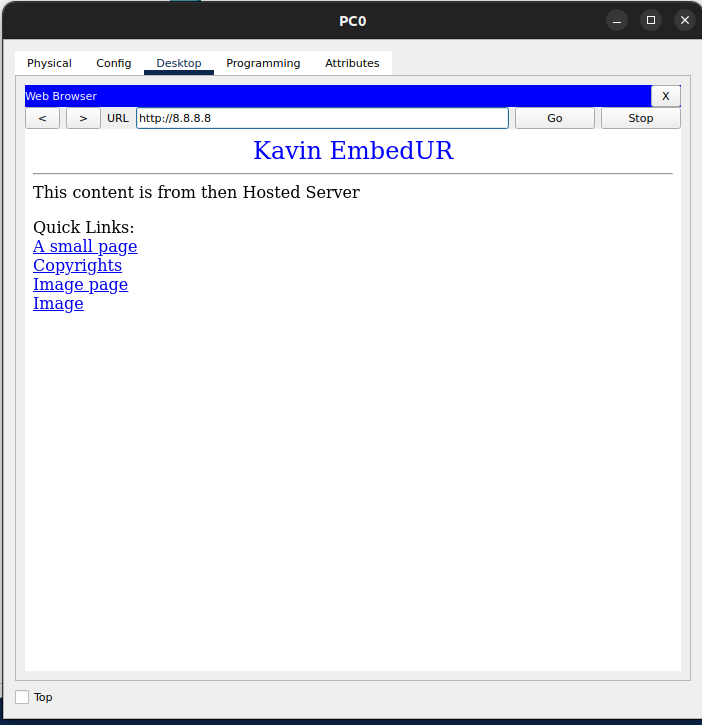 PC0
Physical Config Desktop Programming Attributes
Web Browser X
< > URL http://8.8.8.8 Go Stop
Kavin EmbedUR
This content is from then Hosted Server
Quick Links:
A small page
Copyrights
Image page
Image
Top